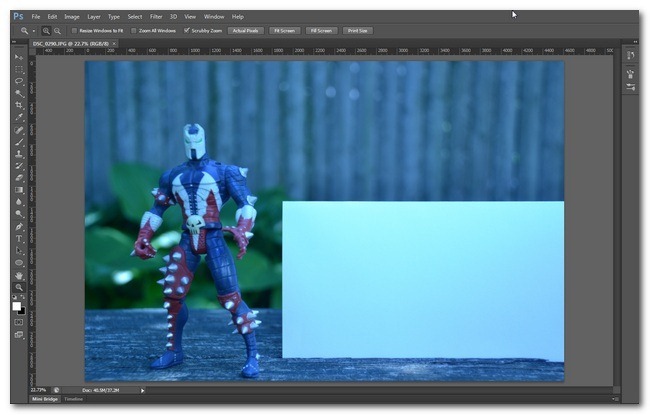 Ps File Edit Image Layer Type Select Filter 3D View Window Help
Resize Windows to Fit Zoom All Windows Scrubby Zoom Actual Pixels Fit Screen Fill Screen Print Size
DSC_0290.JPG @ 22.7% (RGB/8) ×
22.73% Doc: 40.5M/37.2M
Mini Bridge Timeline